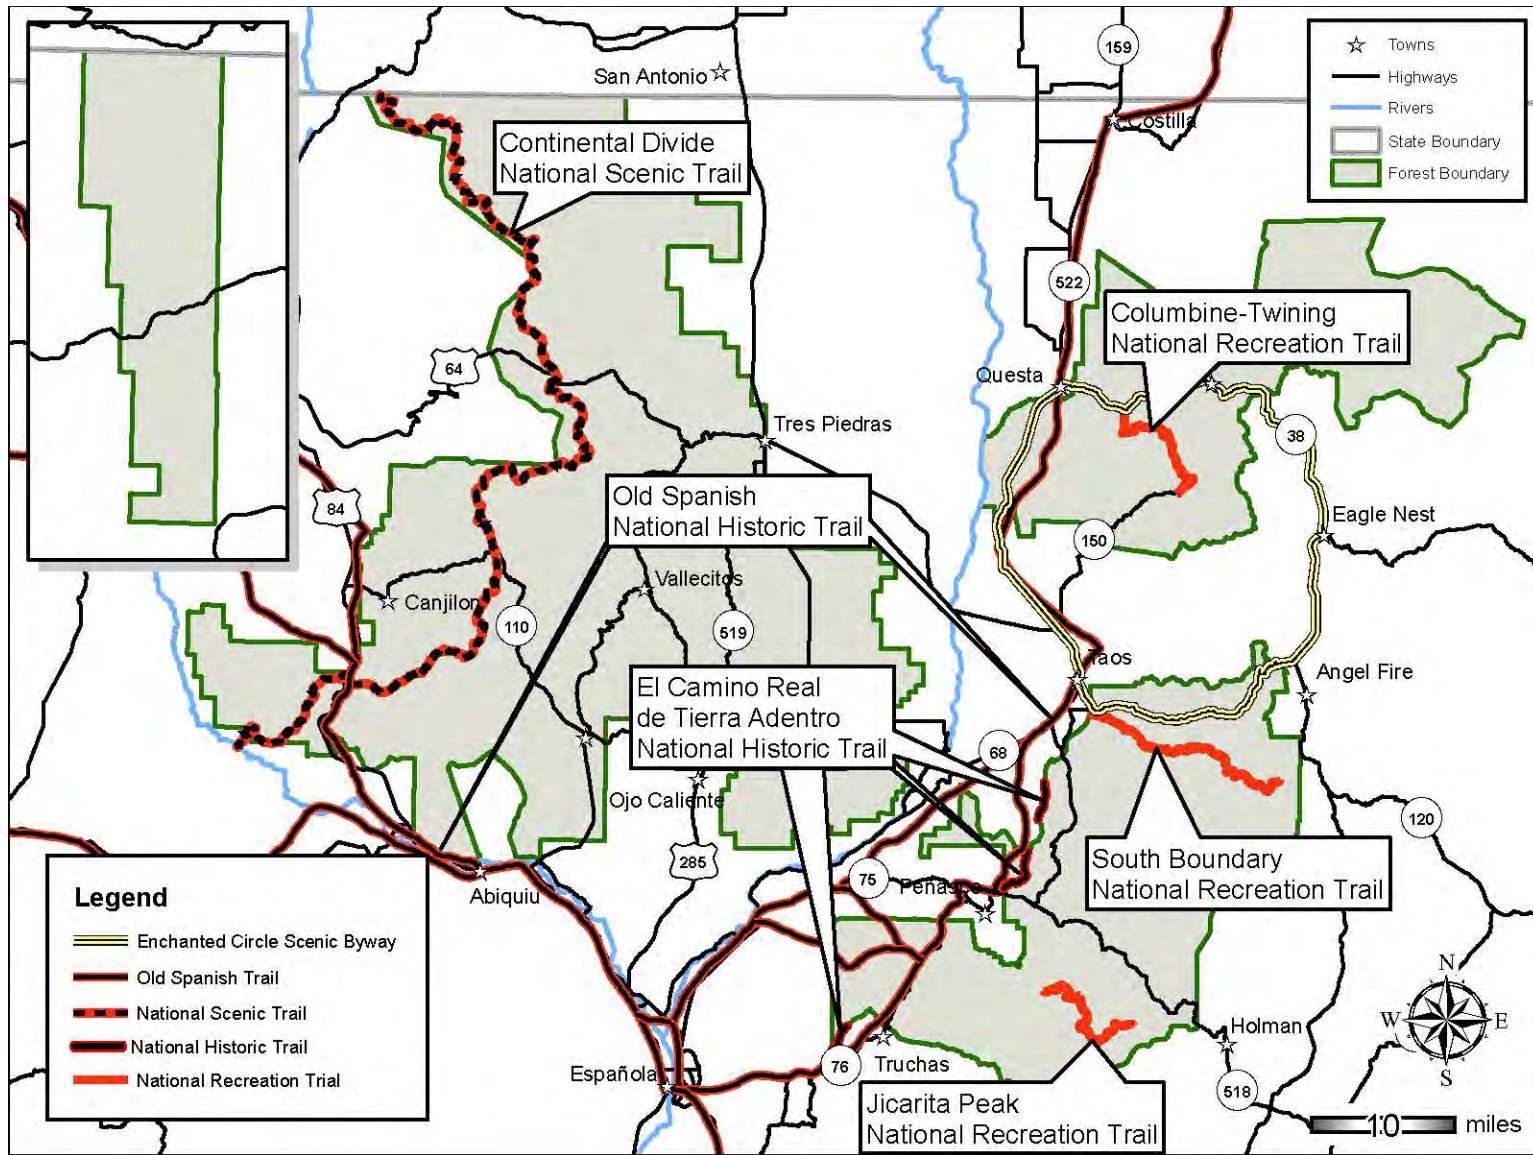 159
San Antonio
Costilla
Towns
Highways
Rivers
State Boundary
Forest Boundary
Continental Divide
National Scenic Trail
522
Columbine-Twining
National Recreation Trail
64
Questa
38
Tres Piedras
Old Spanish
National Historic Trail
84
Eagle Nest
150
Vallecitos
Canjilon
110
519
Taos
Angel Fire
El Camino Real
de Tierra Adentro
National Historic Trail
68
Ojo Caliente
120
285
South Boundary
National Recreation Trail
75
Penasco
Abiquiu
Legend
Enchanted Circle Scenic Byway
Old Spanish Trail
National Scenic Trail
National Historic Trail
National Recreation Trial
N
W
E
S
Holman
Española
76
Truchas
518
Jicarita Peak
National Recreation Trail
10 miles